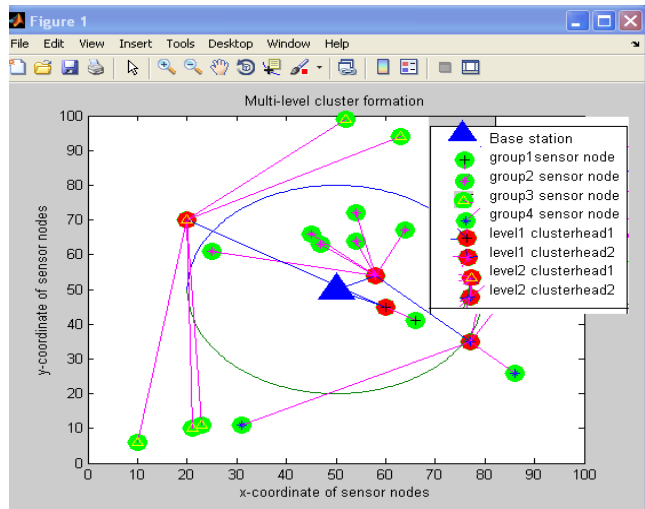 Figure 1
File Edit View Insert Tools Desktop Window Help
Multi-level cluster formation
100
90
80
70
60
50
40
30
20
10
0
0 10 20 30 40 50 60 70 80 90 100
y-coordinate of sensor nodes
x-coordinate of sensor nodes
Base station
group1sensor node
group2 sensor node
group3 sensor node
group4 sensor node
level1 clusterhead1
level1 clusterhead2
level2 clusterhead1
level2 clusterhead2